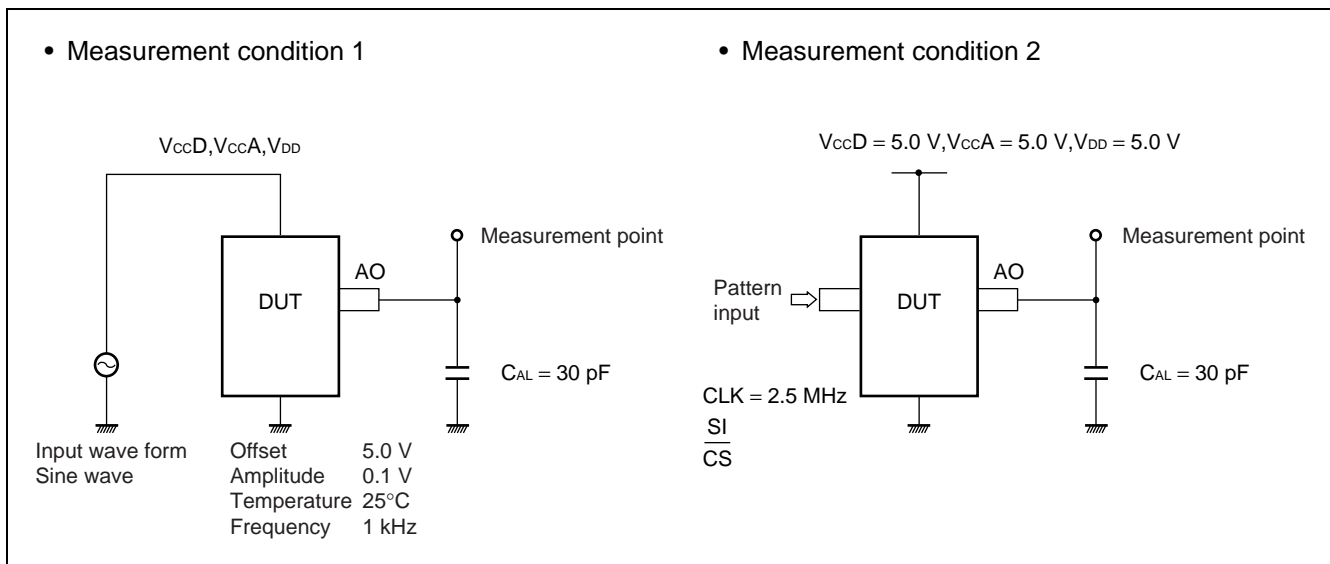 • Measurement condition 1
VCCD,VCCA,VDD
DUT
AO
Measurement point
CAL = 30 pF
Input wave form
Sine wave
Offset 5.0 V
Amplitude 0.1 V
Temperature 25°C
Frequency 1 kHz
• Measurement condition 2
VCCD = 5.0 V,VCCA = 5.0 V,VDD = 5.0 V
Pattern
input
DUT
AO
Measurement point
CAL = 30 pF
CLK = 2.5 MHz
SI
C̅S̅